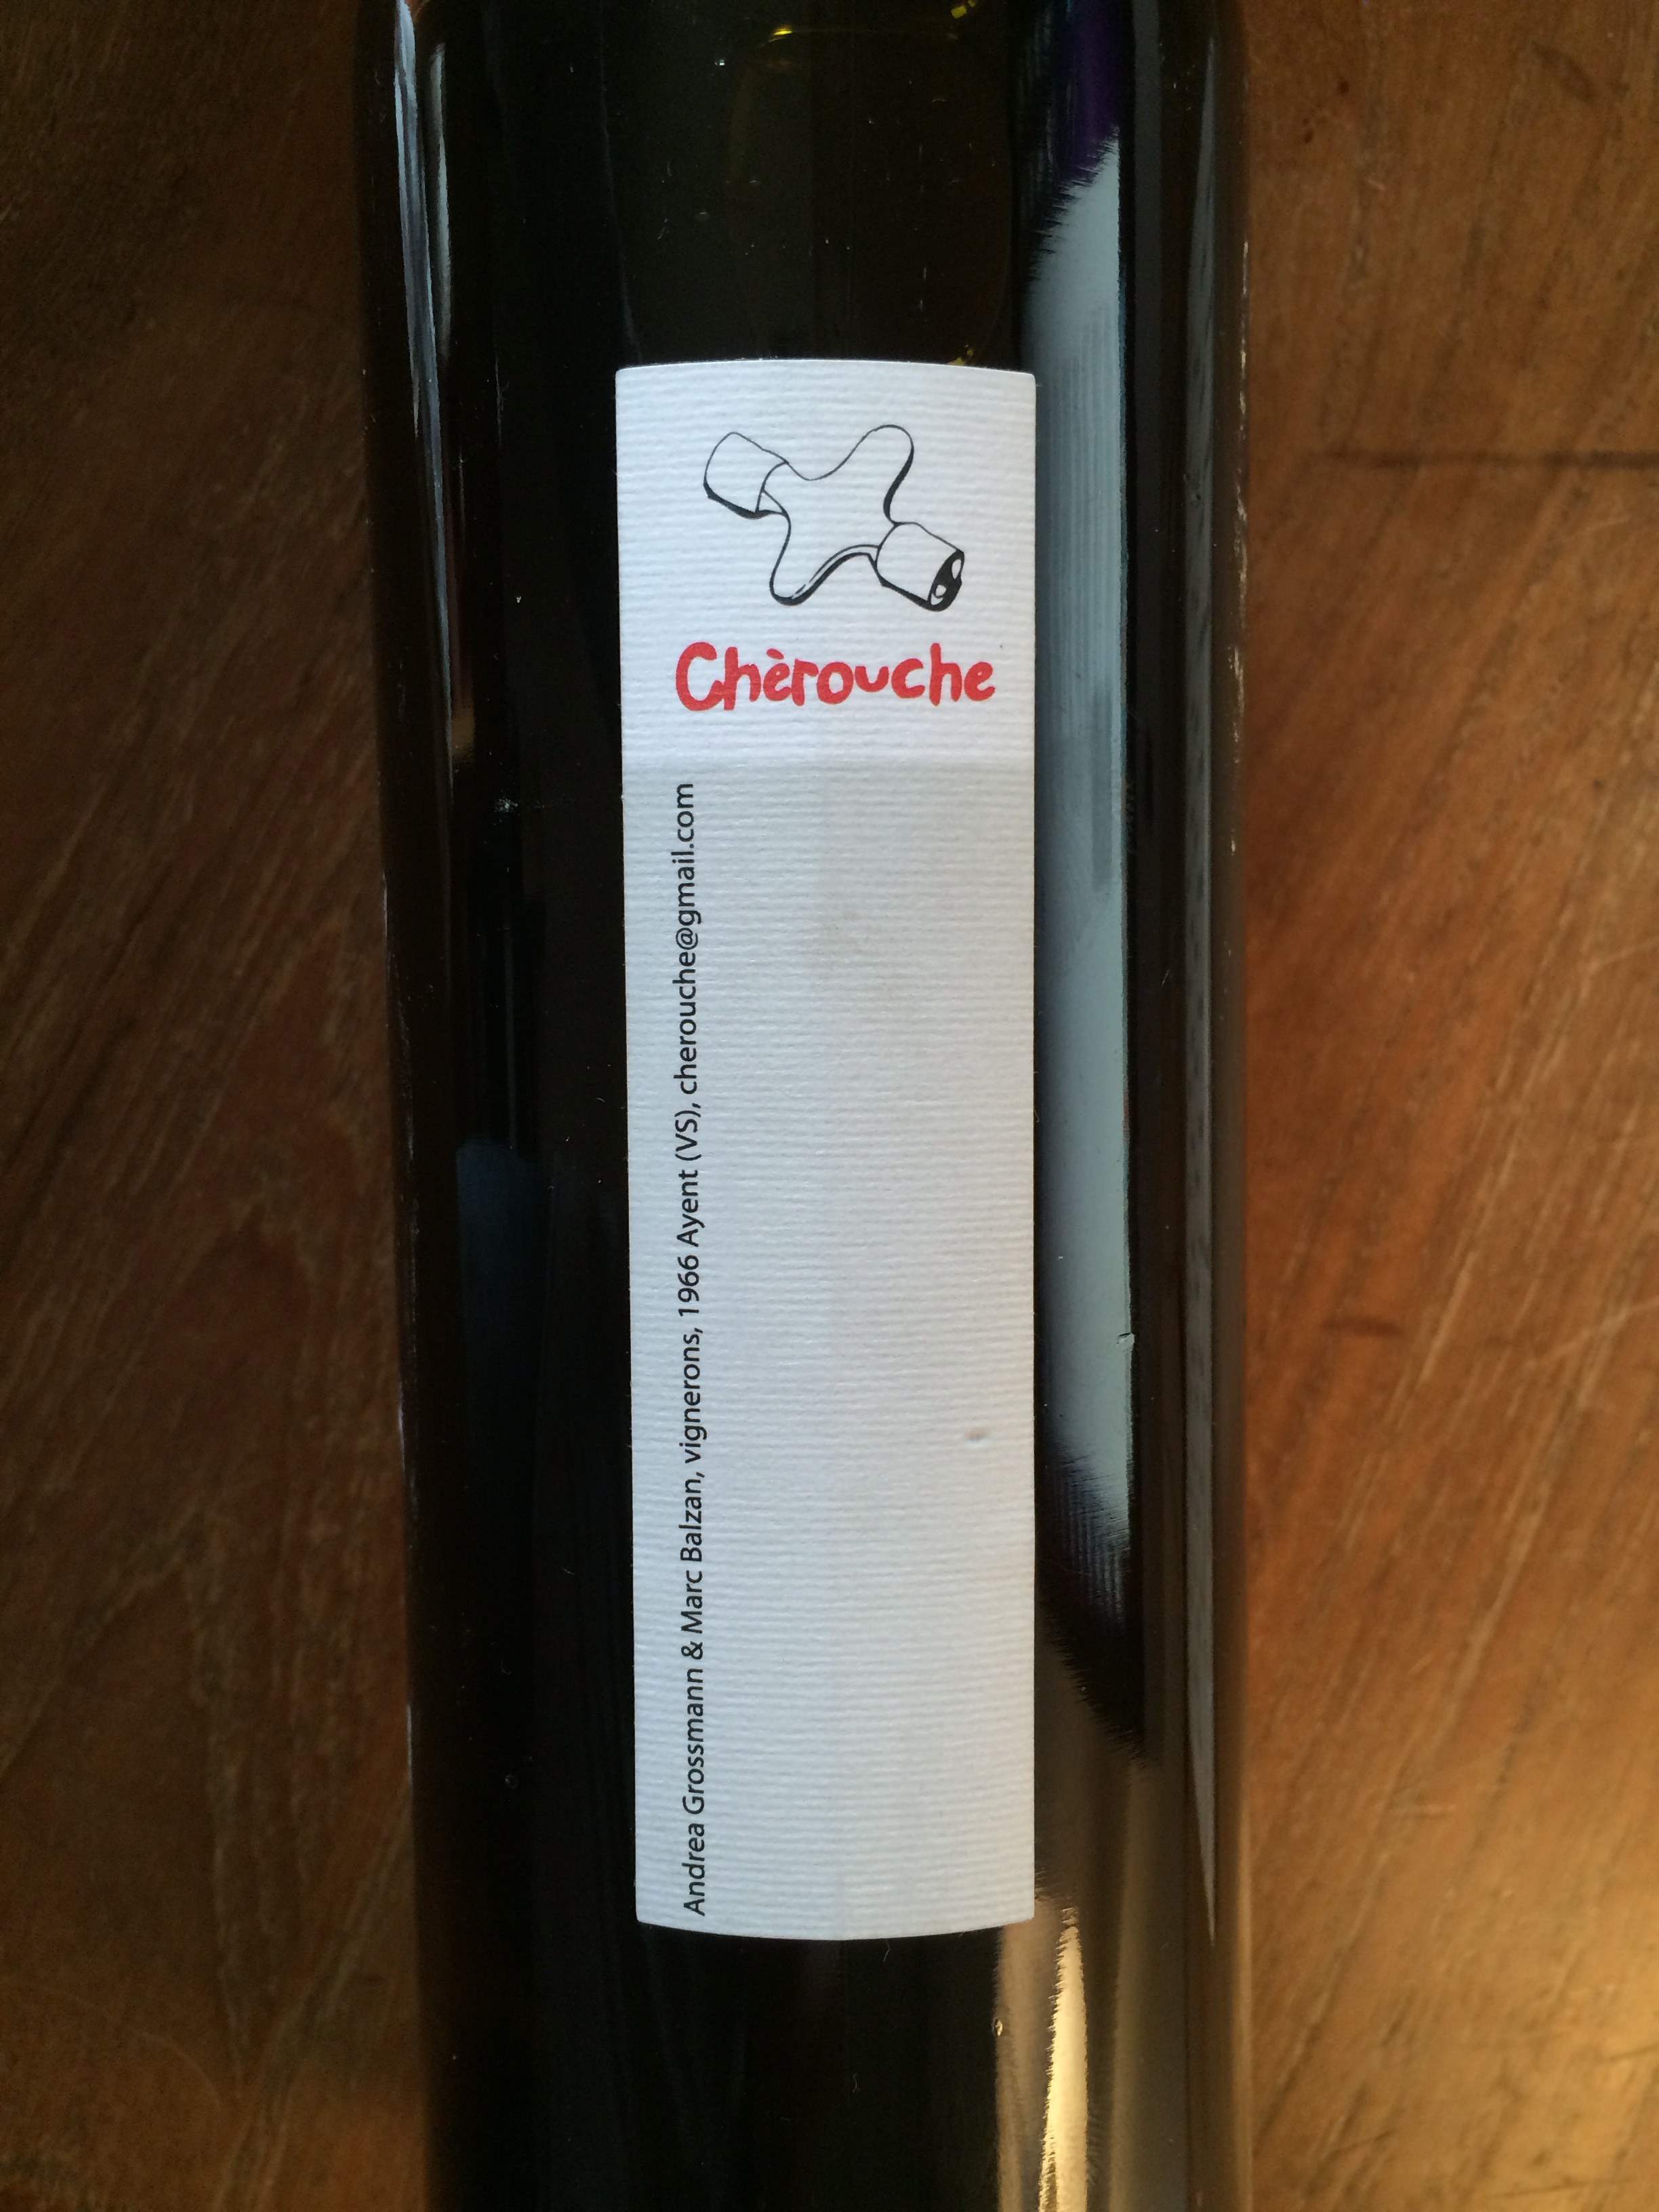 Chèrouche
Andrea Grossmann & Marc Balzan, vignerons, 1966 Ayent (VS), cherouche@gmail.com